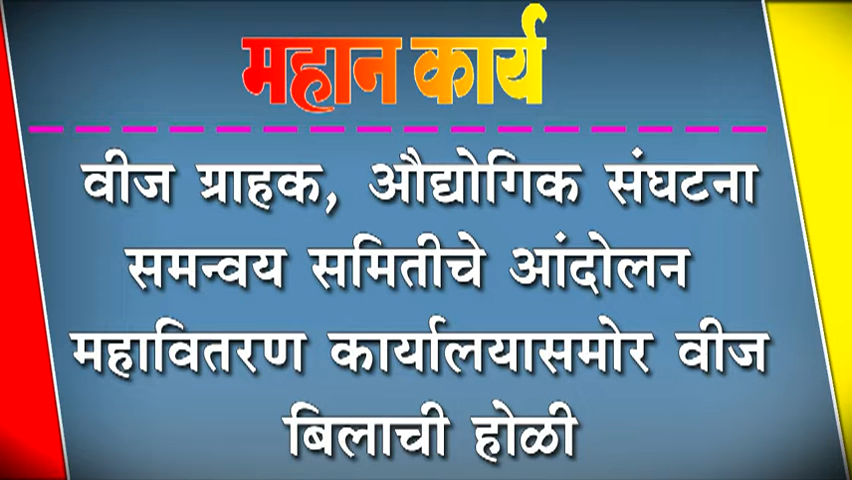 महान कार्य
वीज ग्राहक, औद्योगिक संघटना
समन्वय समितीचे आंदोलन
महावितरण कार्यालयासमोर वीज
बिलाची होळी